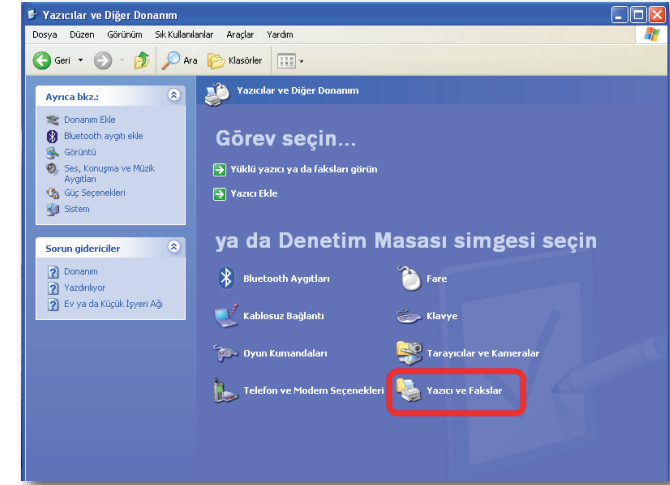 Yazıcılar ve Diğer Donanım
Dosya Düzen Görünüm Sık Kullanılanlar Araçlar Yardım
Geri Ara Klasörler
Ayrıca bkz.:
Donanım Ekle
Bluetooth aygıtı ekle
Görüntü
Ses, Konuşma ve Müzik
Aygıtları
Güç Seçenekleri
Sistem
Sorun gidericiler
Donanım
Yazdırılıyor
Ev ya da Küçük İşyeri Ağı
Yazıcılar ve Diğer Donanım
Görev seçin...
Yüklü yazıcı ya da faksları görün
Yazıcı Ekle
ya da Denetim Masası simgesi seçin
Bluetooth Aygıtları Fare
Kablosuz Bağlantı Klavye
Oyun Kumandaları Tarayıcılar ve Kameralar
Telefon ve Modem Seçenekleri Yazıcı ve Fakslar